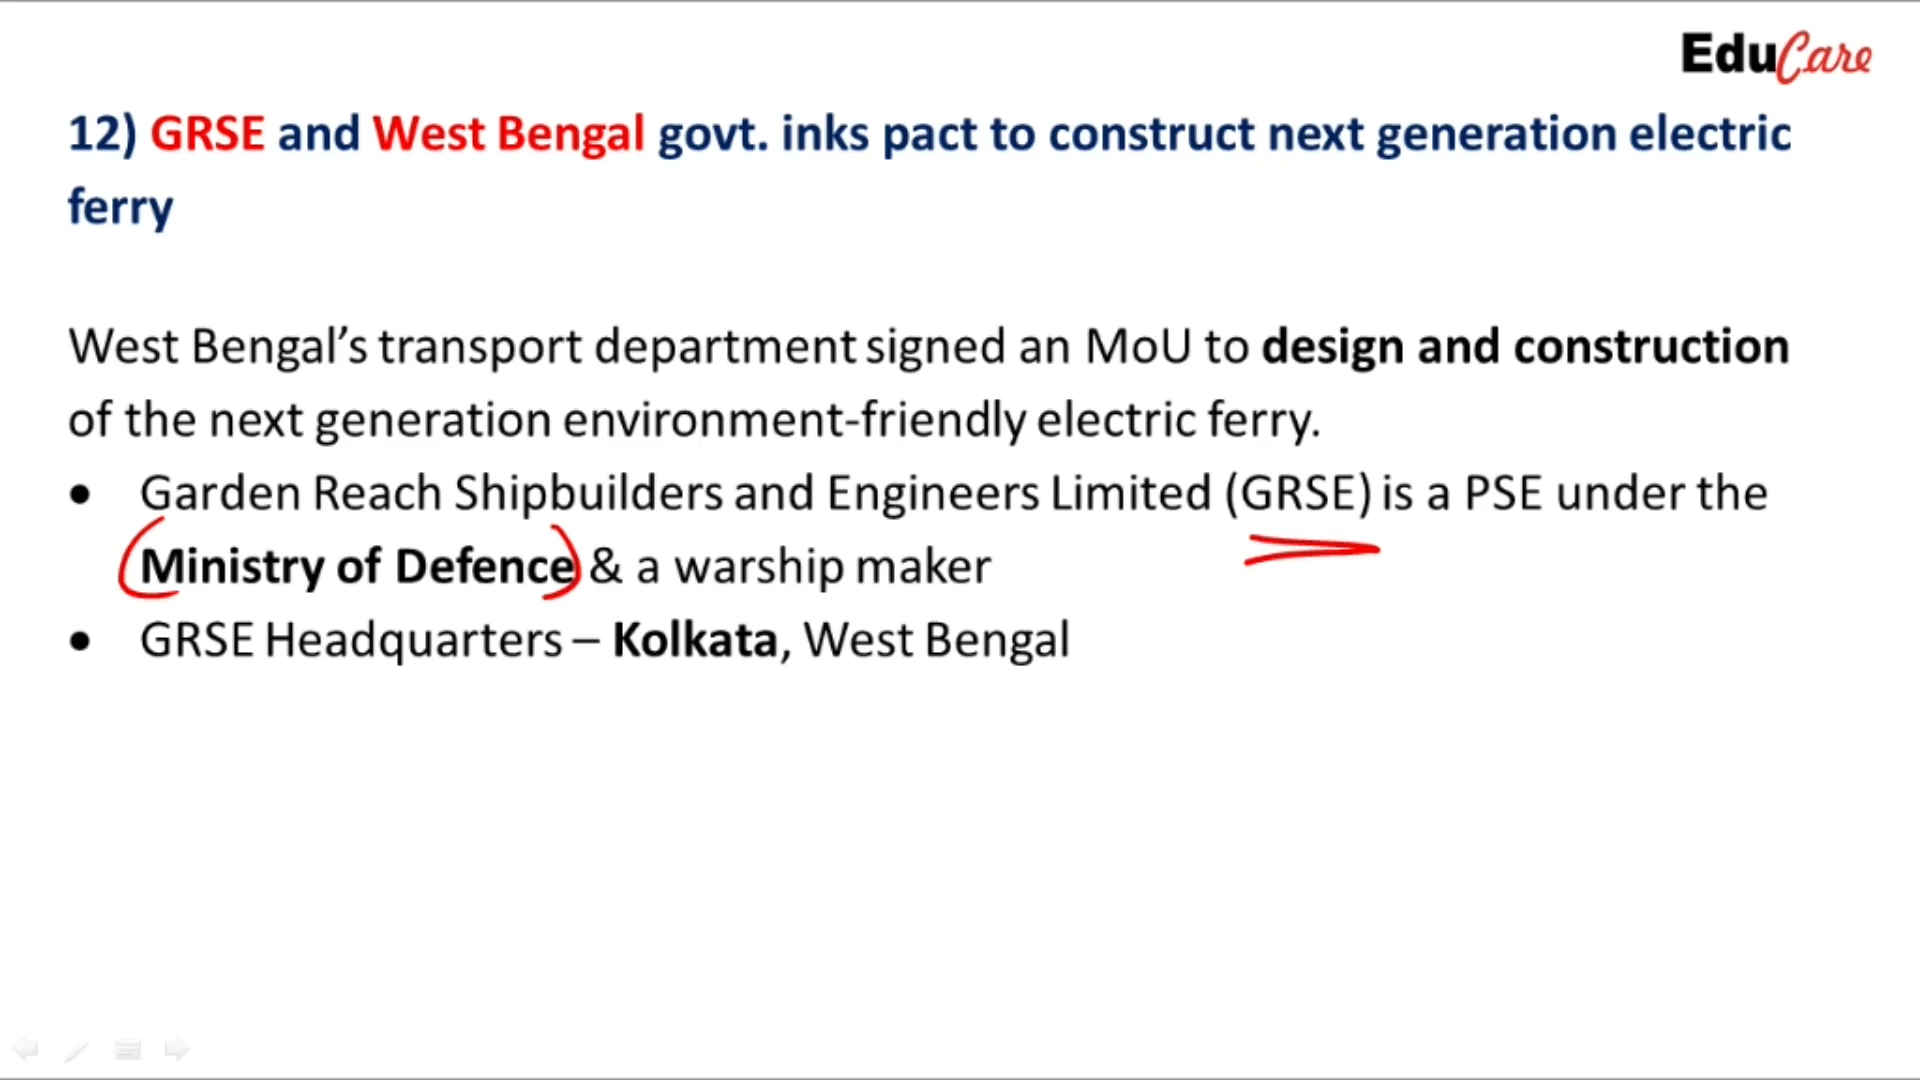 EduCare
12) GRSE and West Bengal govt. inks pact to construct next generation electric
ferry
West Bengal’s transport department signed an MoU to design and construction
of the next generation environment-friendly electric ferry.
• Garden Reach Shipbuilders and Engineers Limited (GRSE) is a PSE under the
Ministry of Defence & a warship maker
• GRSE Headquarters – Kolkata, West Bengal